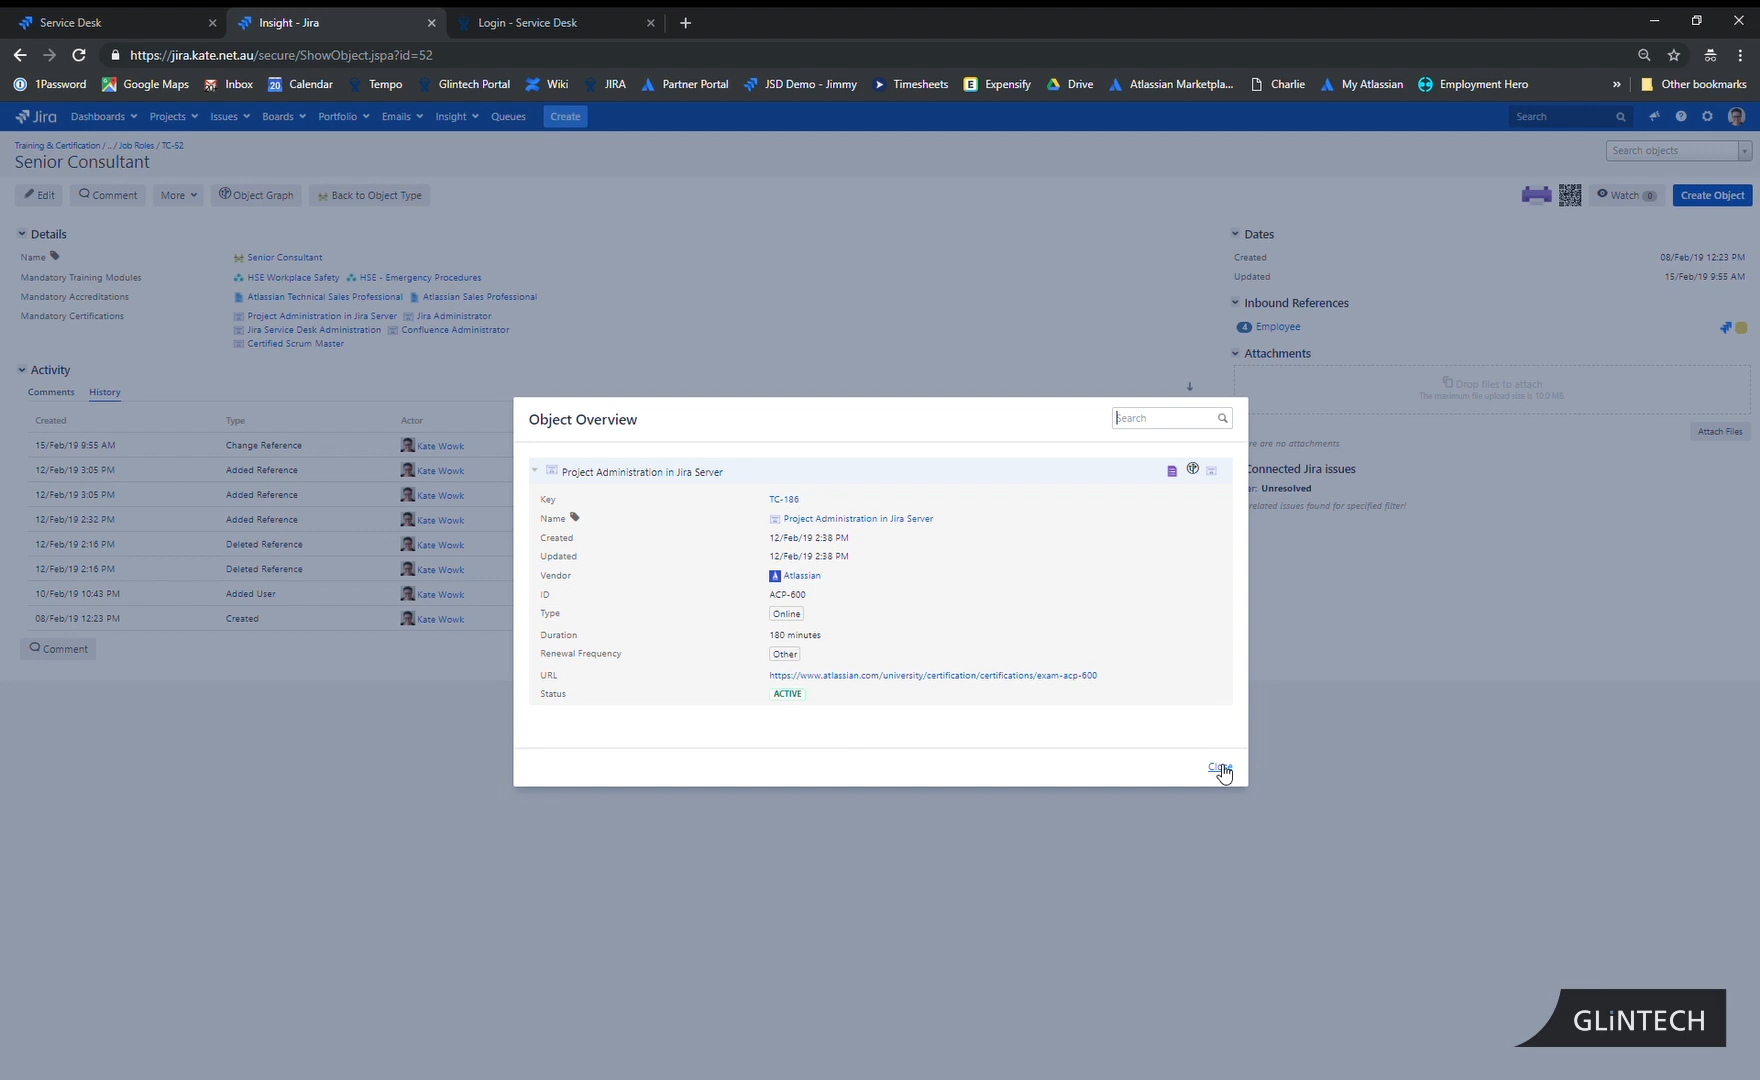 Service Desk
Insight - Jira
Login - Service Desk
https://jira.kate.net.au/secure/ShowObject.jspa?id=52
1Password Google Maps Inbox 20 Calendar Tempo Glintech Portal Wiki JIRA Partner Portal JSD Demo - Jimmy Timesheets E Expensify Drive Atlassian Marketpla... Charlie My Atlassian Employment Hero » Other bookmarks
Jira Dashboards Projects Issues Boards Portfolio Emails Insight Queues Create Search
Training & Certification / ... / Job Roles / TC-52
Senior Consultant
Search objects
Edit Comment More Object Graph Back to Object Type Watch 0 Create Object
Details
Name Senior Consultant
Mandatory Training Modules HSE Workplace Safety HSE - Emergency Procedures
Mandatory Accreditations Atlassian Technical Sales Professional Atlassian Sales Professional
Mandatory Certifications Project Administration in Jira Server Jira Administrator
Jira Service Desk Administration Confluence Administrator
Certified Scrum Master
Dates
Created 08/Feb/19 12:23 PM
Updated 15/Feb/19 9:55 AM
Inbound References
4 Employee
Attachments
Drop files to attach
The maximum file upload size is 10.0 MB
Attach Files
re are no attachments
Connected Jira issues
er: Unresolved
related issues found for specified filter!
Activity
Comments History
Created Type Actor
15/Feb/19 9:55 AM Change Reference Kate Wowk
12/Feb/19 3:05 PM Added Reference Kate Wowk
12/Feb/19 3:05 PM Added Reference Kate Wowk
12/Feb/19 2:32 PM Added Reference Kate Wowk
12/Feb/19 2:16 PM Deleted Reference Kate Wowk
12/Feb/19 2:16 PM Deleted Reference Kate Wowk
10/Feb/19 10:43 PM Added User Kate Wowk
08/Feb/19 12:23 PM Created Kate Wowk
Comment
Object Overview
Search
Project Administration in Jira Server
Key TC-186
Name Project Administration in Jira Server
Created 12/Feb/19 2:38 PM
Updated 12/Feb/19 2:38 PM
Vendor Atlassian
ID ACP-600
Type Online
Duration 180 minutes
Renewal Frequency Other
URL https://www.atlassian.com/university/certification/certifications/exam-acp-600
Status ACTIVE
Close
GLiNTECH